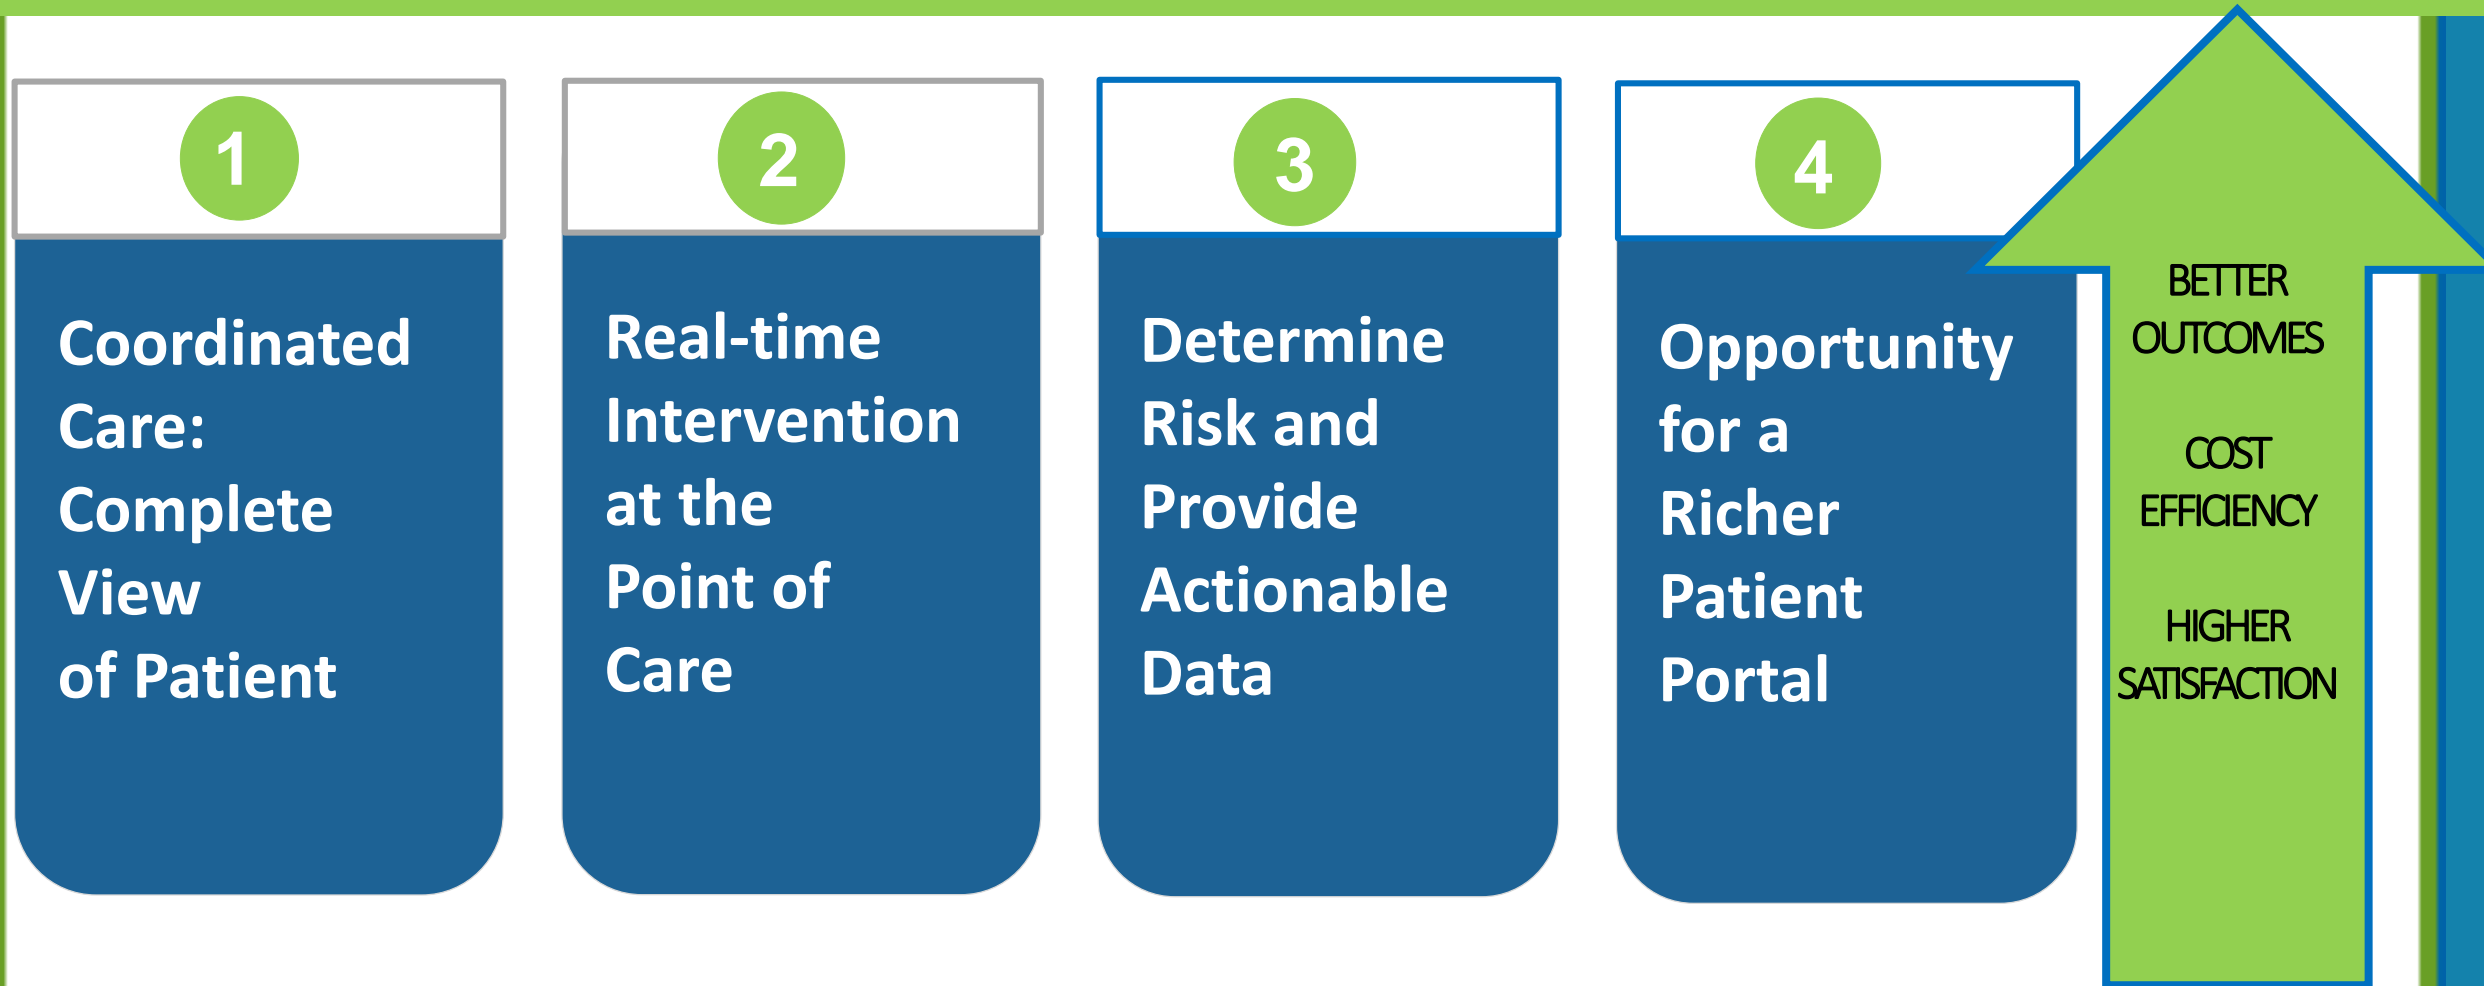 1
Coordinated
Care:
Complete
View
of Patient
2
Real-time
Intervention
at the
Point of
Care
3
Determine
Risk and
Provide
Actionable
Data
4
Opportunity
for a
Richer
Patient
Portal
BETTER
OUTCOMES
COST
EFFICIENCY
HIGHER
SATISFACTION